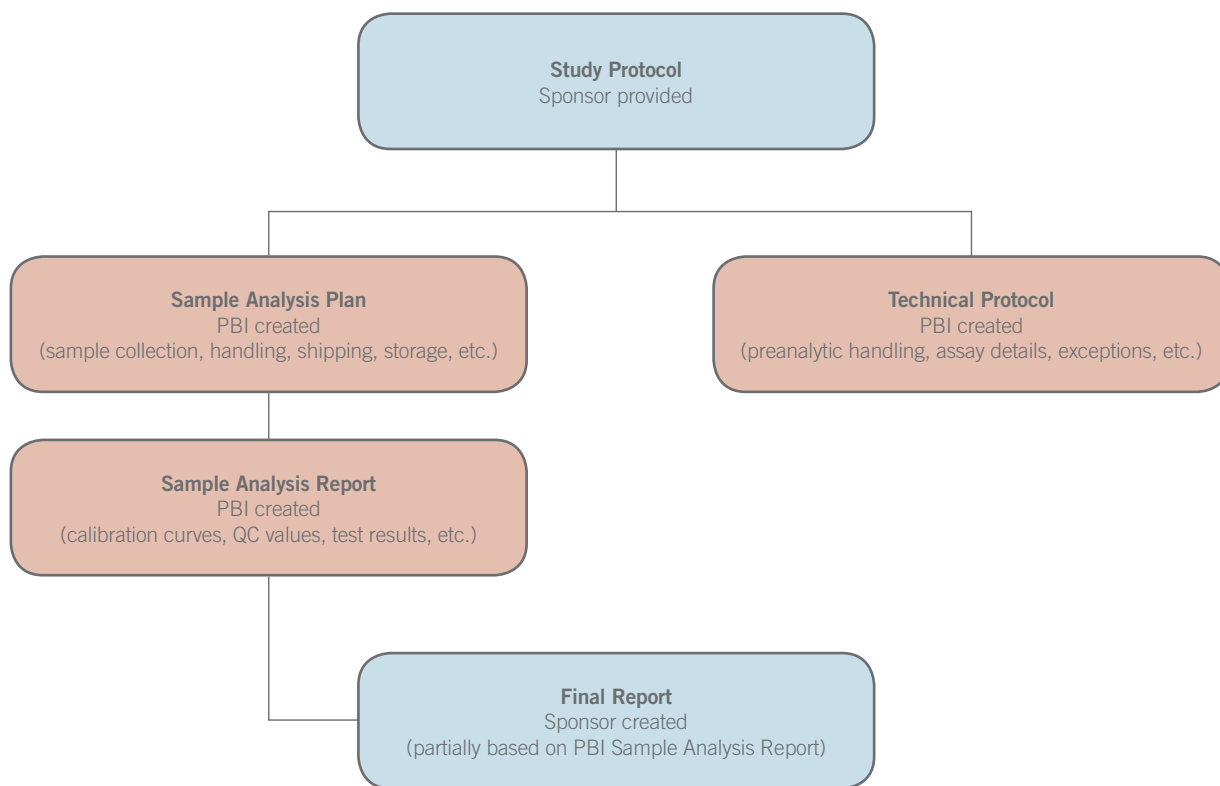 Study Protocol
Sponsor provided
Sample Analysis Plan
PBI created
(sample collection, handling, shipping, storage, etc.)
Technical Protocol
PBI created
(preanalytic handling, assay details, exceptions, etc.)
Sample Analysis Report
PBI created
(calibration curves, QC values, test results, etc.)
Final Report
Sponsor created
(partially based on PBI Sample Analysis Report)